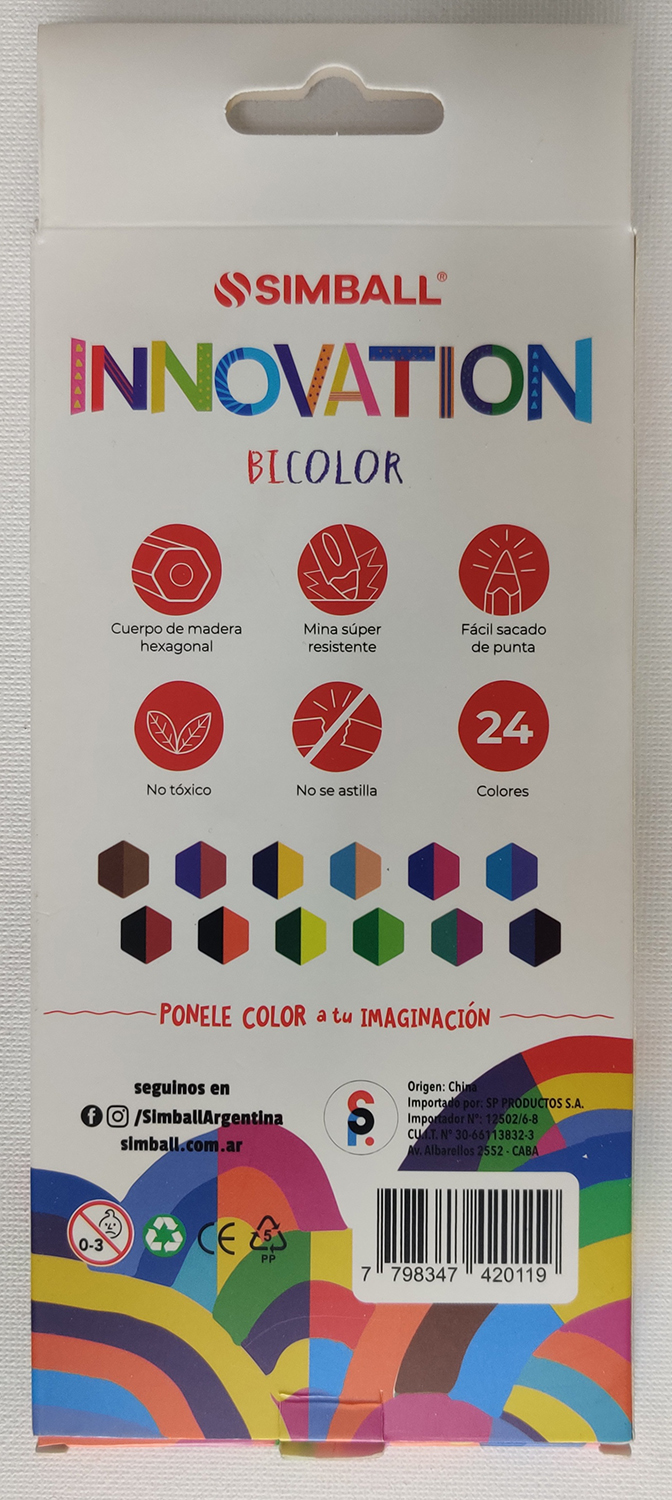 SIMBALL®
INNOVATION
BICOLOR
Cuerpo de madera
hexagonal
Mina súper
resistente
Fácil sacado
de punta
No tóxico
No se astilla
24
Colores
PONELE COLOR a tu IMAGINACIÓN
seguinos en
/SimballArgentina
simball.com.ar
SP.
Origen: China
Importado por: SP PRODUCTOS S.A.
Importador N°: 12502/6-8
C.U.I.T. N° 30-66113832-3
Av. Albarellos 2552 - CABA
0-3
CE
5
PP
7 798347 420119